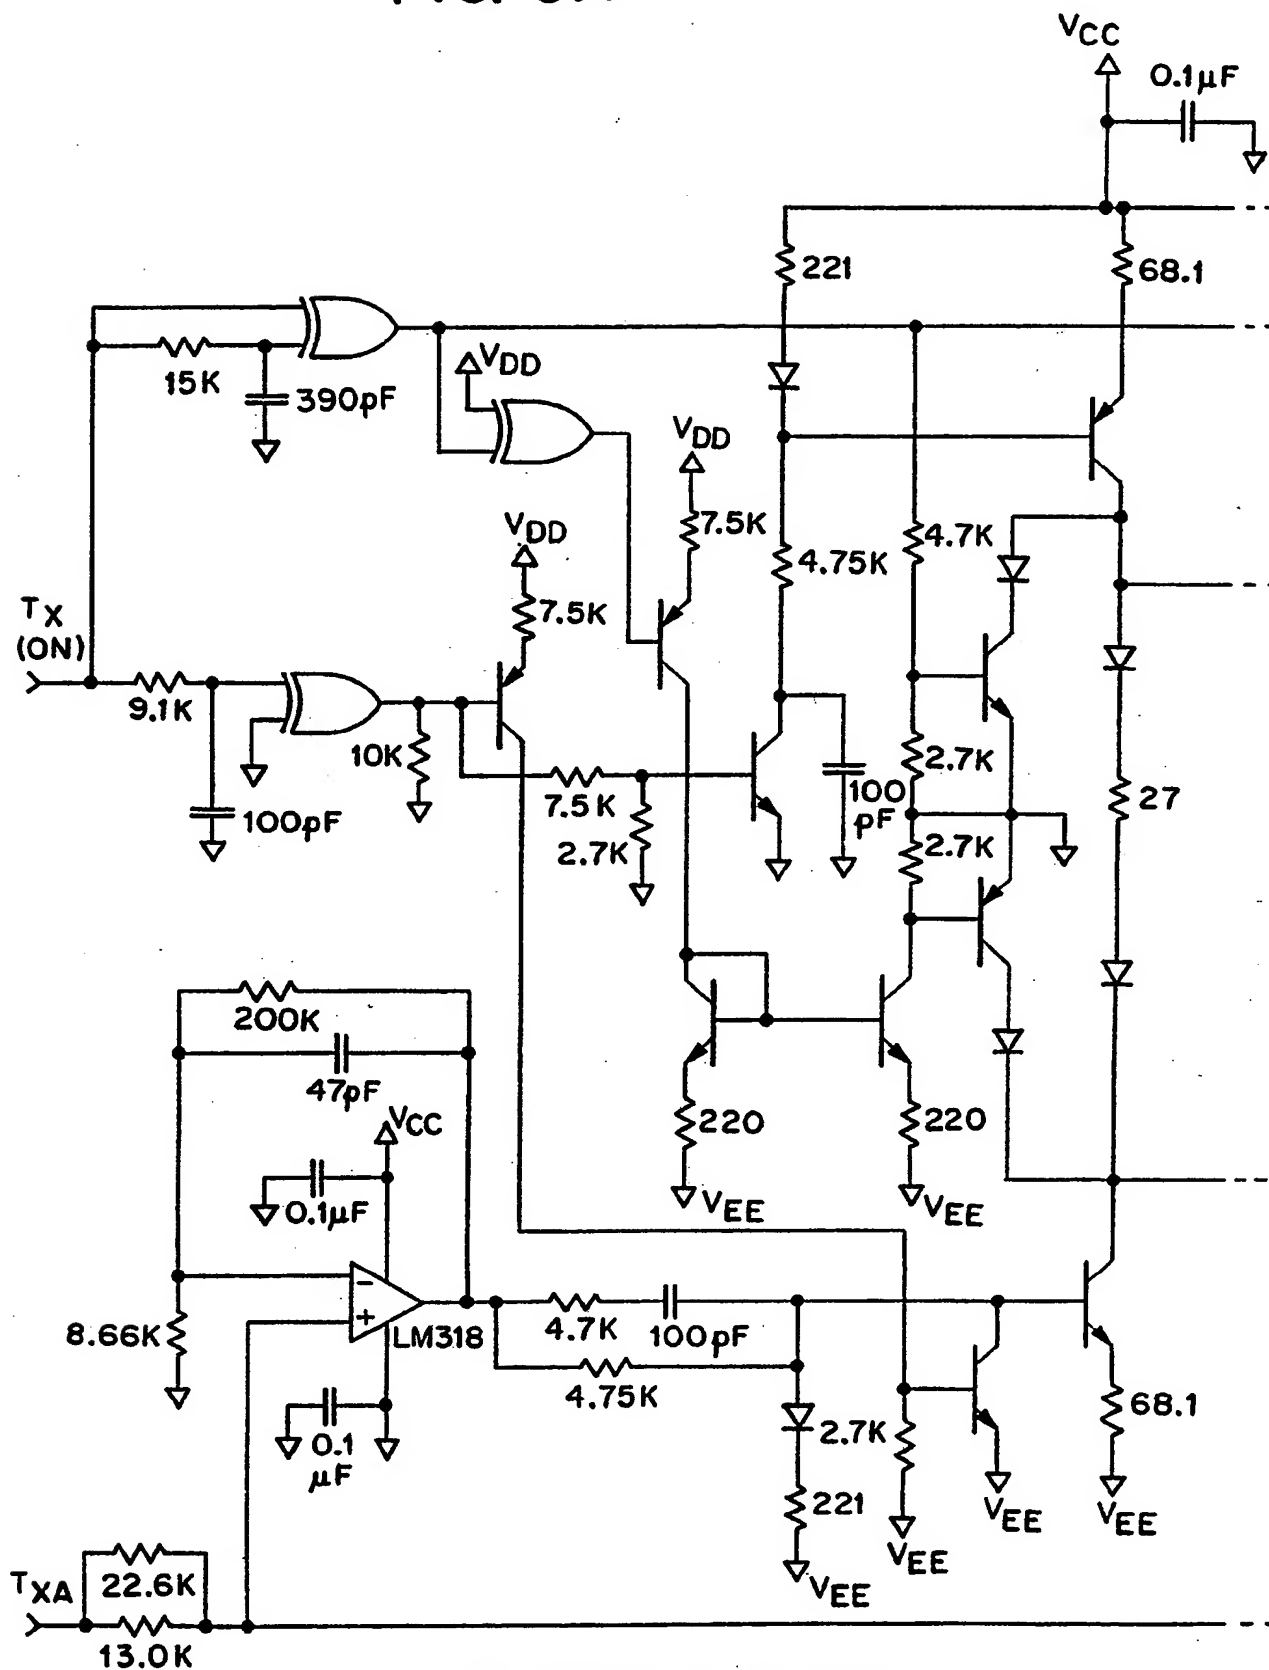 VCC
0.1μF
221
68.1
15K
390pF
VDD
VDD
7.5K
4.7K
VDD
4.75K
7.5K
TX
(ON)
9.1K
10K
2.7K
100
pF
27
7.5K
100pF
2.7K
2.7K
200K
47pF
VCC
220
220
0.1μF
VEE
VEE
−
+
8.66K
LM318
4.7K
100pF
4.75K
68.1
2.7K
0.1
μF
221
VEE
VEE
VEE
VEE
TXA
22.6K
13.0K